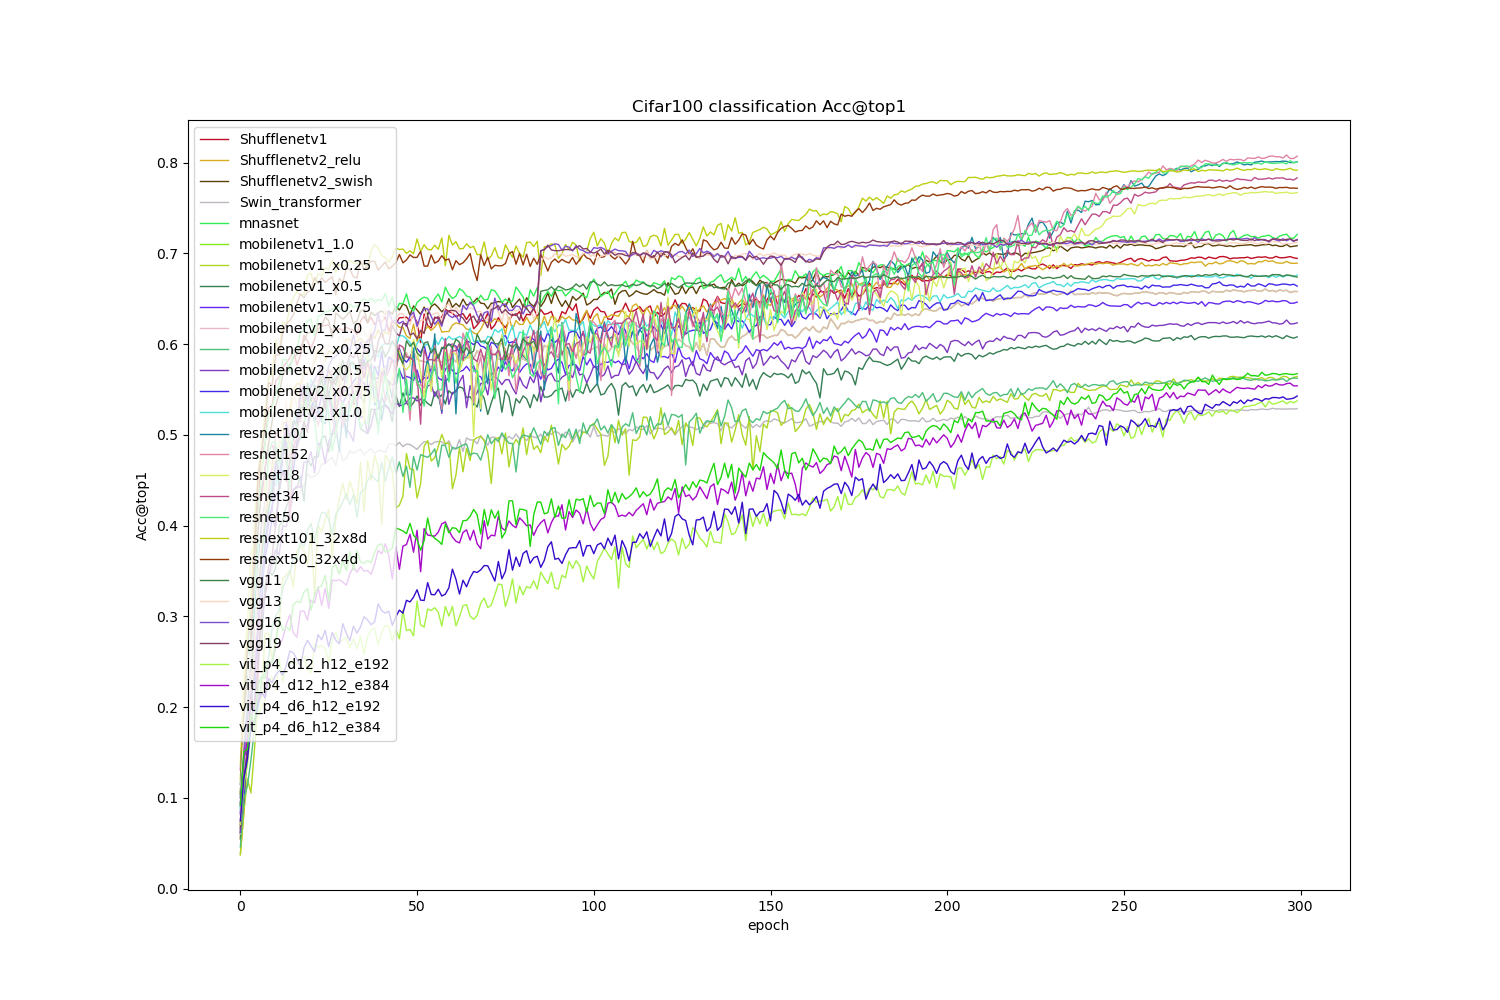 Cifar100 classification Acc@top1
Shufflenetv1
Shufflenetv2_relu
Shufflenetv2_swish
Swin_transformer
mnasnet
mobilenetv1_1.0
mobilenetv1_x0.25
mobilenetv1_x0.5
mobilenetv1_x0.75
mobilenetv1_x1.0
mobilenetv2_x0.25
mobilenetv2_x0.5
mobilenetv2_x0.75
mobilenetv2_x1.0
resnet101
resnet152
resnet18
resnet34
resnet50
resnext101_32x8d
resnext50_32x4d
vgg11
vgg13
vgg16
vgg19
vit_p4_d12_h12_e192
vit_p4_d12_h12_e384
vit_p4_d6_h12_e192
vit_p4_d6_h12_e384
0.8
0.7
0.6
0.5
0.4
0.3
0.2
0.1
0.0
Acc@top1
0 50 100 150 200 250 300
epoch